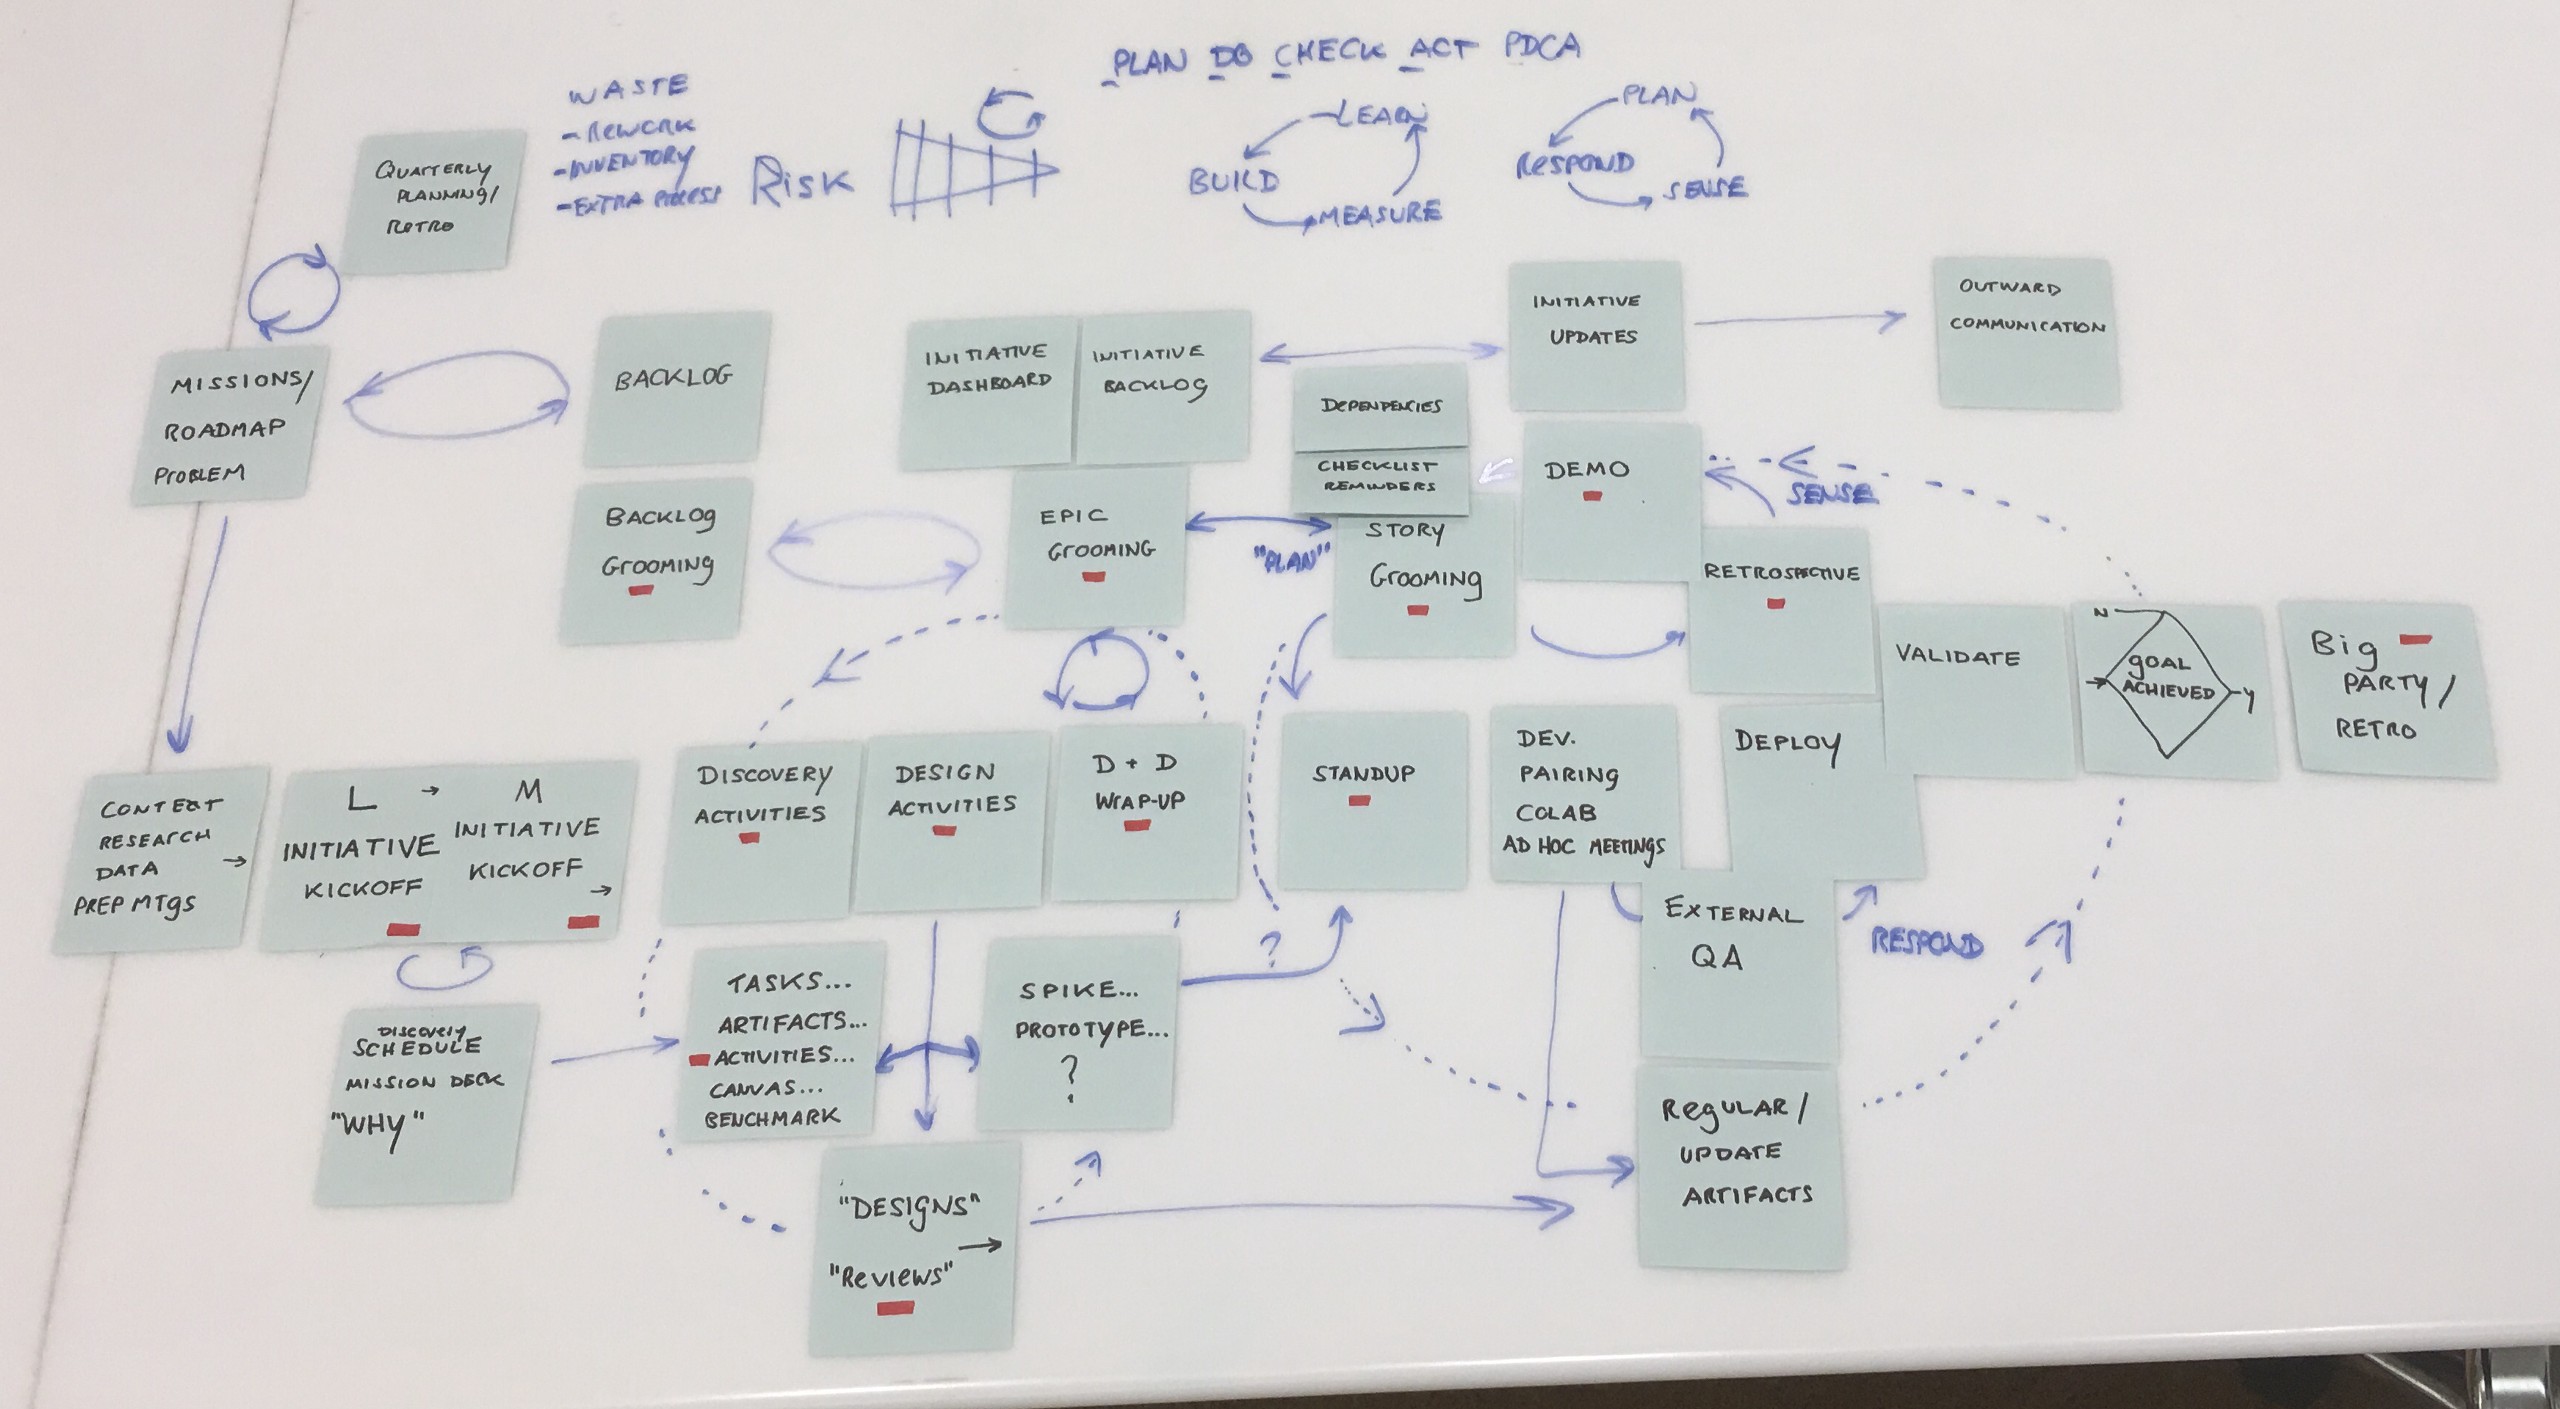 PLAN DO CHECK ACT PDCA
WASTE
- REWORK
- INVENTORY
- EXTRA PROCESS
RISK
LEARN
BUILD
MEASURE
PLAN
RESPOND
SENSE
QUARTERLY
PLANNING/
RETRO
MISSIONS/
ROADMAP
PROBLEM
BACKLOG
INITIATIVE
DASHBOARD
INITIATIVE
BACKLOG
INITIATIVE
UPDATES
OUTWARD
COMMUNICATION
DEPENDENCIES
CHECKLIST
REMINDERS
BACKLOG
GROOMING
EPIC
GROOMING
"PLAN"
STORY
GROOMING
DEMO
SENSE
RETROSPECTIVE
VALIDATE
N
GOAL
ACHIEVED
Y
Big
PARTY/
RETRO
CONTEXT
RESEARCH
DATA
PREP MTgS
L → M
INITIATIVE
KICKOFF
INITIATIVE
KICKOFF
DISCOVERY
ACTIVITIES
DESIGN
ACTIVITIES
D + D
WRAP-UP
STANDUP
DEV.
PAIRING
COLAB
AD HOC MEETINGS
DEPLOY
EXTERNAL
QA
RESPOND
DISCOVERY
SCHEDULE
MISSION DECK
"WHY"
TASKS...
ARTIFACTS...
ACTIVITIES...
CANVAS...
BENCHMARK
SPIKE...
PROTOTYPE...
?
?
"DESIGNS"
"Reviews"
RegULAR/
UPDATE
ARTIFACTS